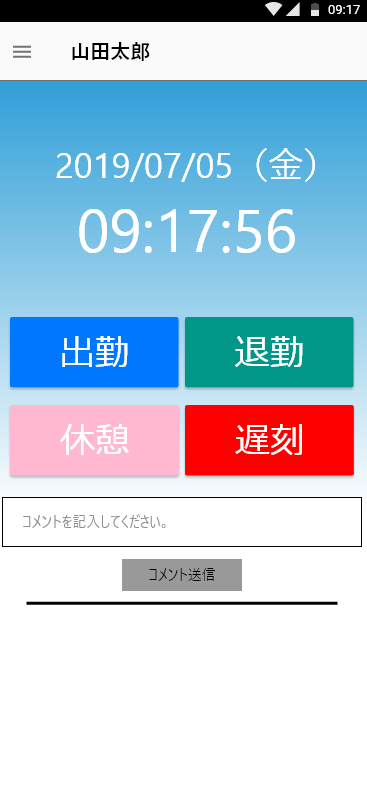 09:17
山田太郎
2019/07/05（金）
09:17:56
出勤
退勤
休憩
遅刻
コメントを記入してください。
コメント送信